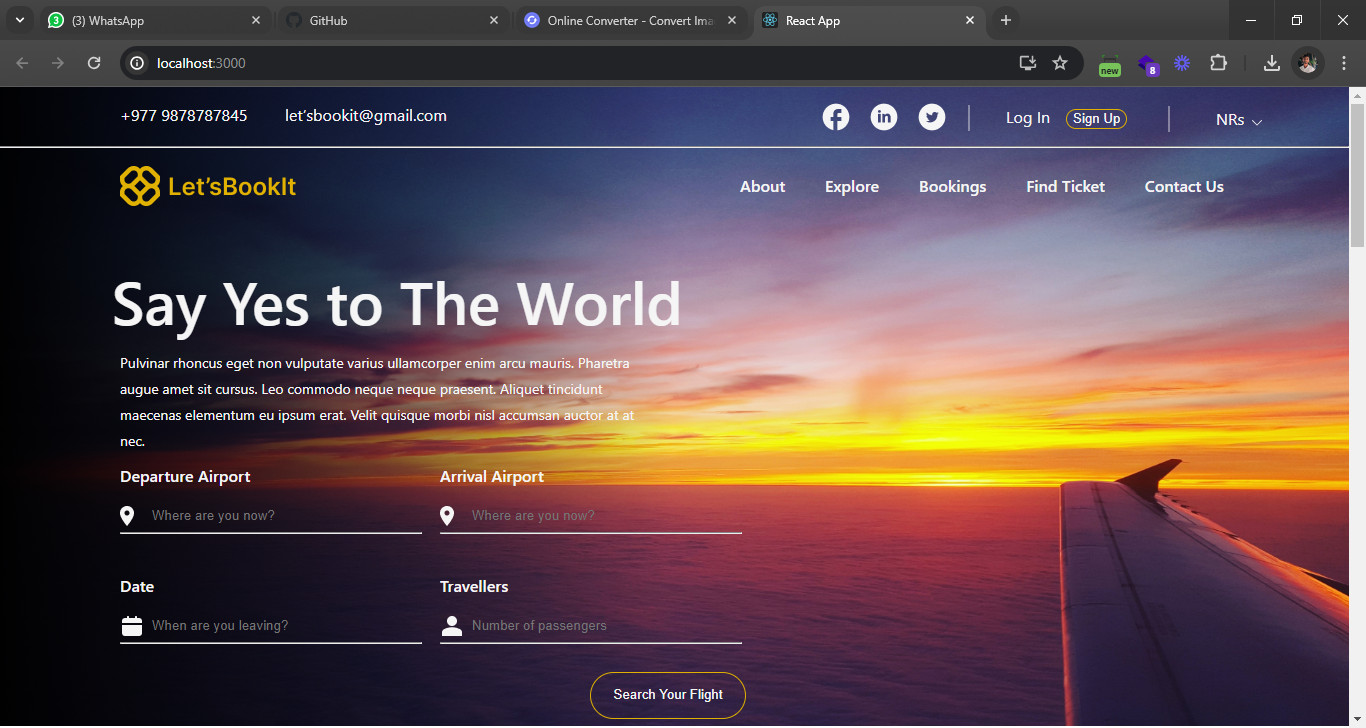 3 (3) WhatsApp
GitHub
Online Converter - Convert Ima
React App
localhost:3000
new
8
+977 9878787845
let'sbookit@gmail.com
Log In
Sign Up
NRs
Let'sBookIt
About
Explore
Bookings
Find Ticket
Contact Us
Say Yes to The World
Pulvinar rhoncus eget non vulputate varius ullamcorper enim arcu mauris. Pharetra
augue amet sit cursus. Leo commodo neque neque praesent. Aliquet tincidunt
maecenas elementum eu ipsum erat. Velit quisque morbi nisl accumsan auctor at at
nec.
Departure Airport
Arrival Airport
Where are you now?
Where are you now?
Date
Travellers
When are you leaving?
Number of passengers
Search Your Flight